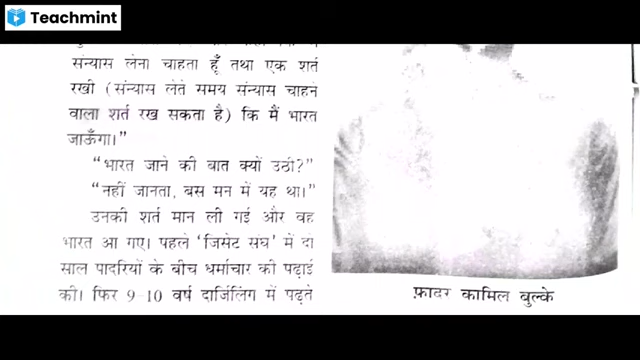 Teachmint
संन्यास लेना चाहता हूँ तथा एक शर्त
रखी (संन्यास लेते समय संन्यास चाहने
वाला शर्त रख सकता है) कि मैं भारत
जाऊँगा।”
“भारत जाने की बात क्यों उठी?”
“नहीं जानता, बस मन में यह था।”
उनकी शर्त मान ली गई और वह
भारत आ गए। पहले ‘जिसेट संघ’ में दो
साल पादरियों के बीच धर्माचार की पढ़ाई
की। फिर 9-10 वर्ष दार्जिलिंग में पढ़ते
फ़ादर कामिल बुल्के